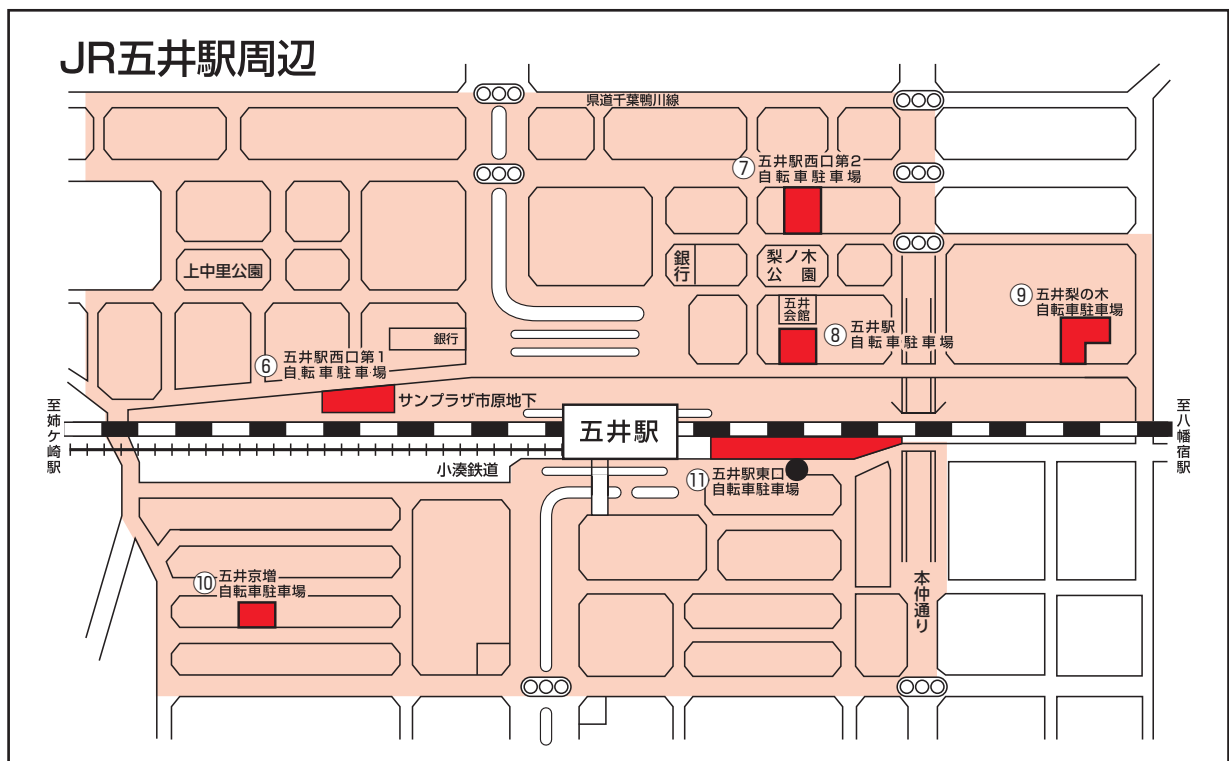 JR五井駅周辺
県道千葉鴨川線
⑦
五井駅西口第2
自転車駐車場
上中里公園
銀行
梨ノ木
公園
⑨
五井梨の木
自転車駐車場
五井
会館
⑧
五井駅
自転車駐車場
銀行
⑥
五井駅西口第1
自転車駐車場
サンプラザ市原地下
至姉ケ崎駅
五井駅
至八幡宿駅
小湊鉄道
⑪
五井駅東口
自転車駐車場
⑩
五井京増
自転車駐車場
本仲通り